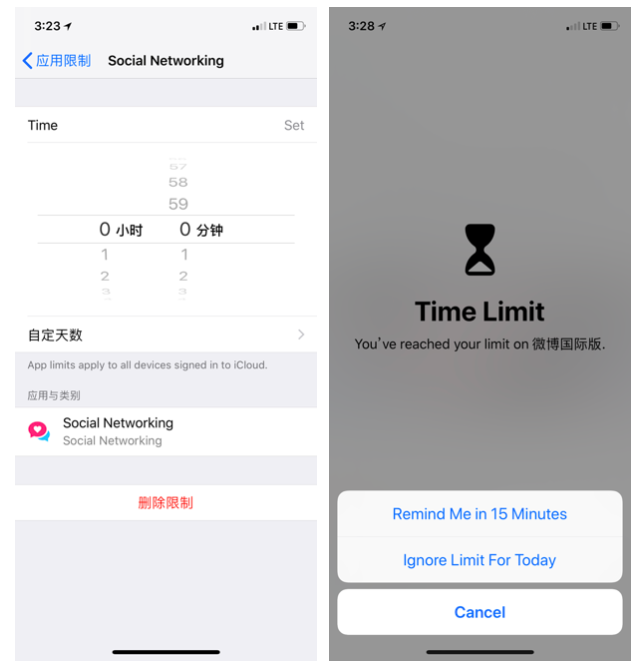 3:23
LTE
应用限制 Social Networking
Time Set
57
58
59
0 小时 0 分钟
1 1
2 2
3 3
自定天数
App limits apply to all devices signed in to iCloud.
应用与类别
Social Networking
Social Networking
删除限制
3:28
LTE
Time Limit
You've reached your limit on 微博国际版.
Remind Me in 15 Minutes
Ignore Limit For Today
Cancel